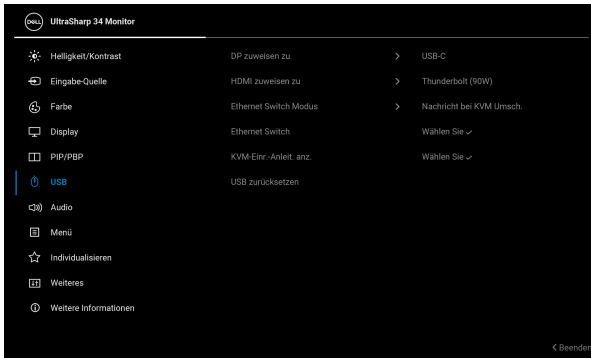 DELL UltraSharp 34 Monitor
Helligkeit/Kontrast DP zuweisen zu > USB-C
Eingabe-Quelle HDMI zuweisen zu > Thunderbolt (90W)
Farbe Ethernet Switch Modus > Nachricht bei KVM Umsch.
Display Ethernet Switch Wählen Sie ✓
PIP/PBP KVM-Einr.-Anleit. anz. Wählen Sie ✓
USB USB zurücksetzen
Audio
Menü
Individualisieren
Weiteres
Weitere Informationen
< Beenden